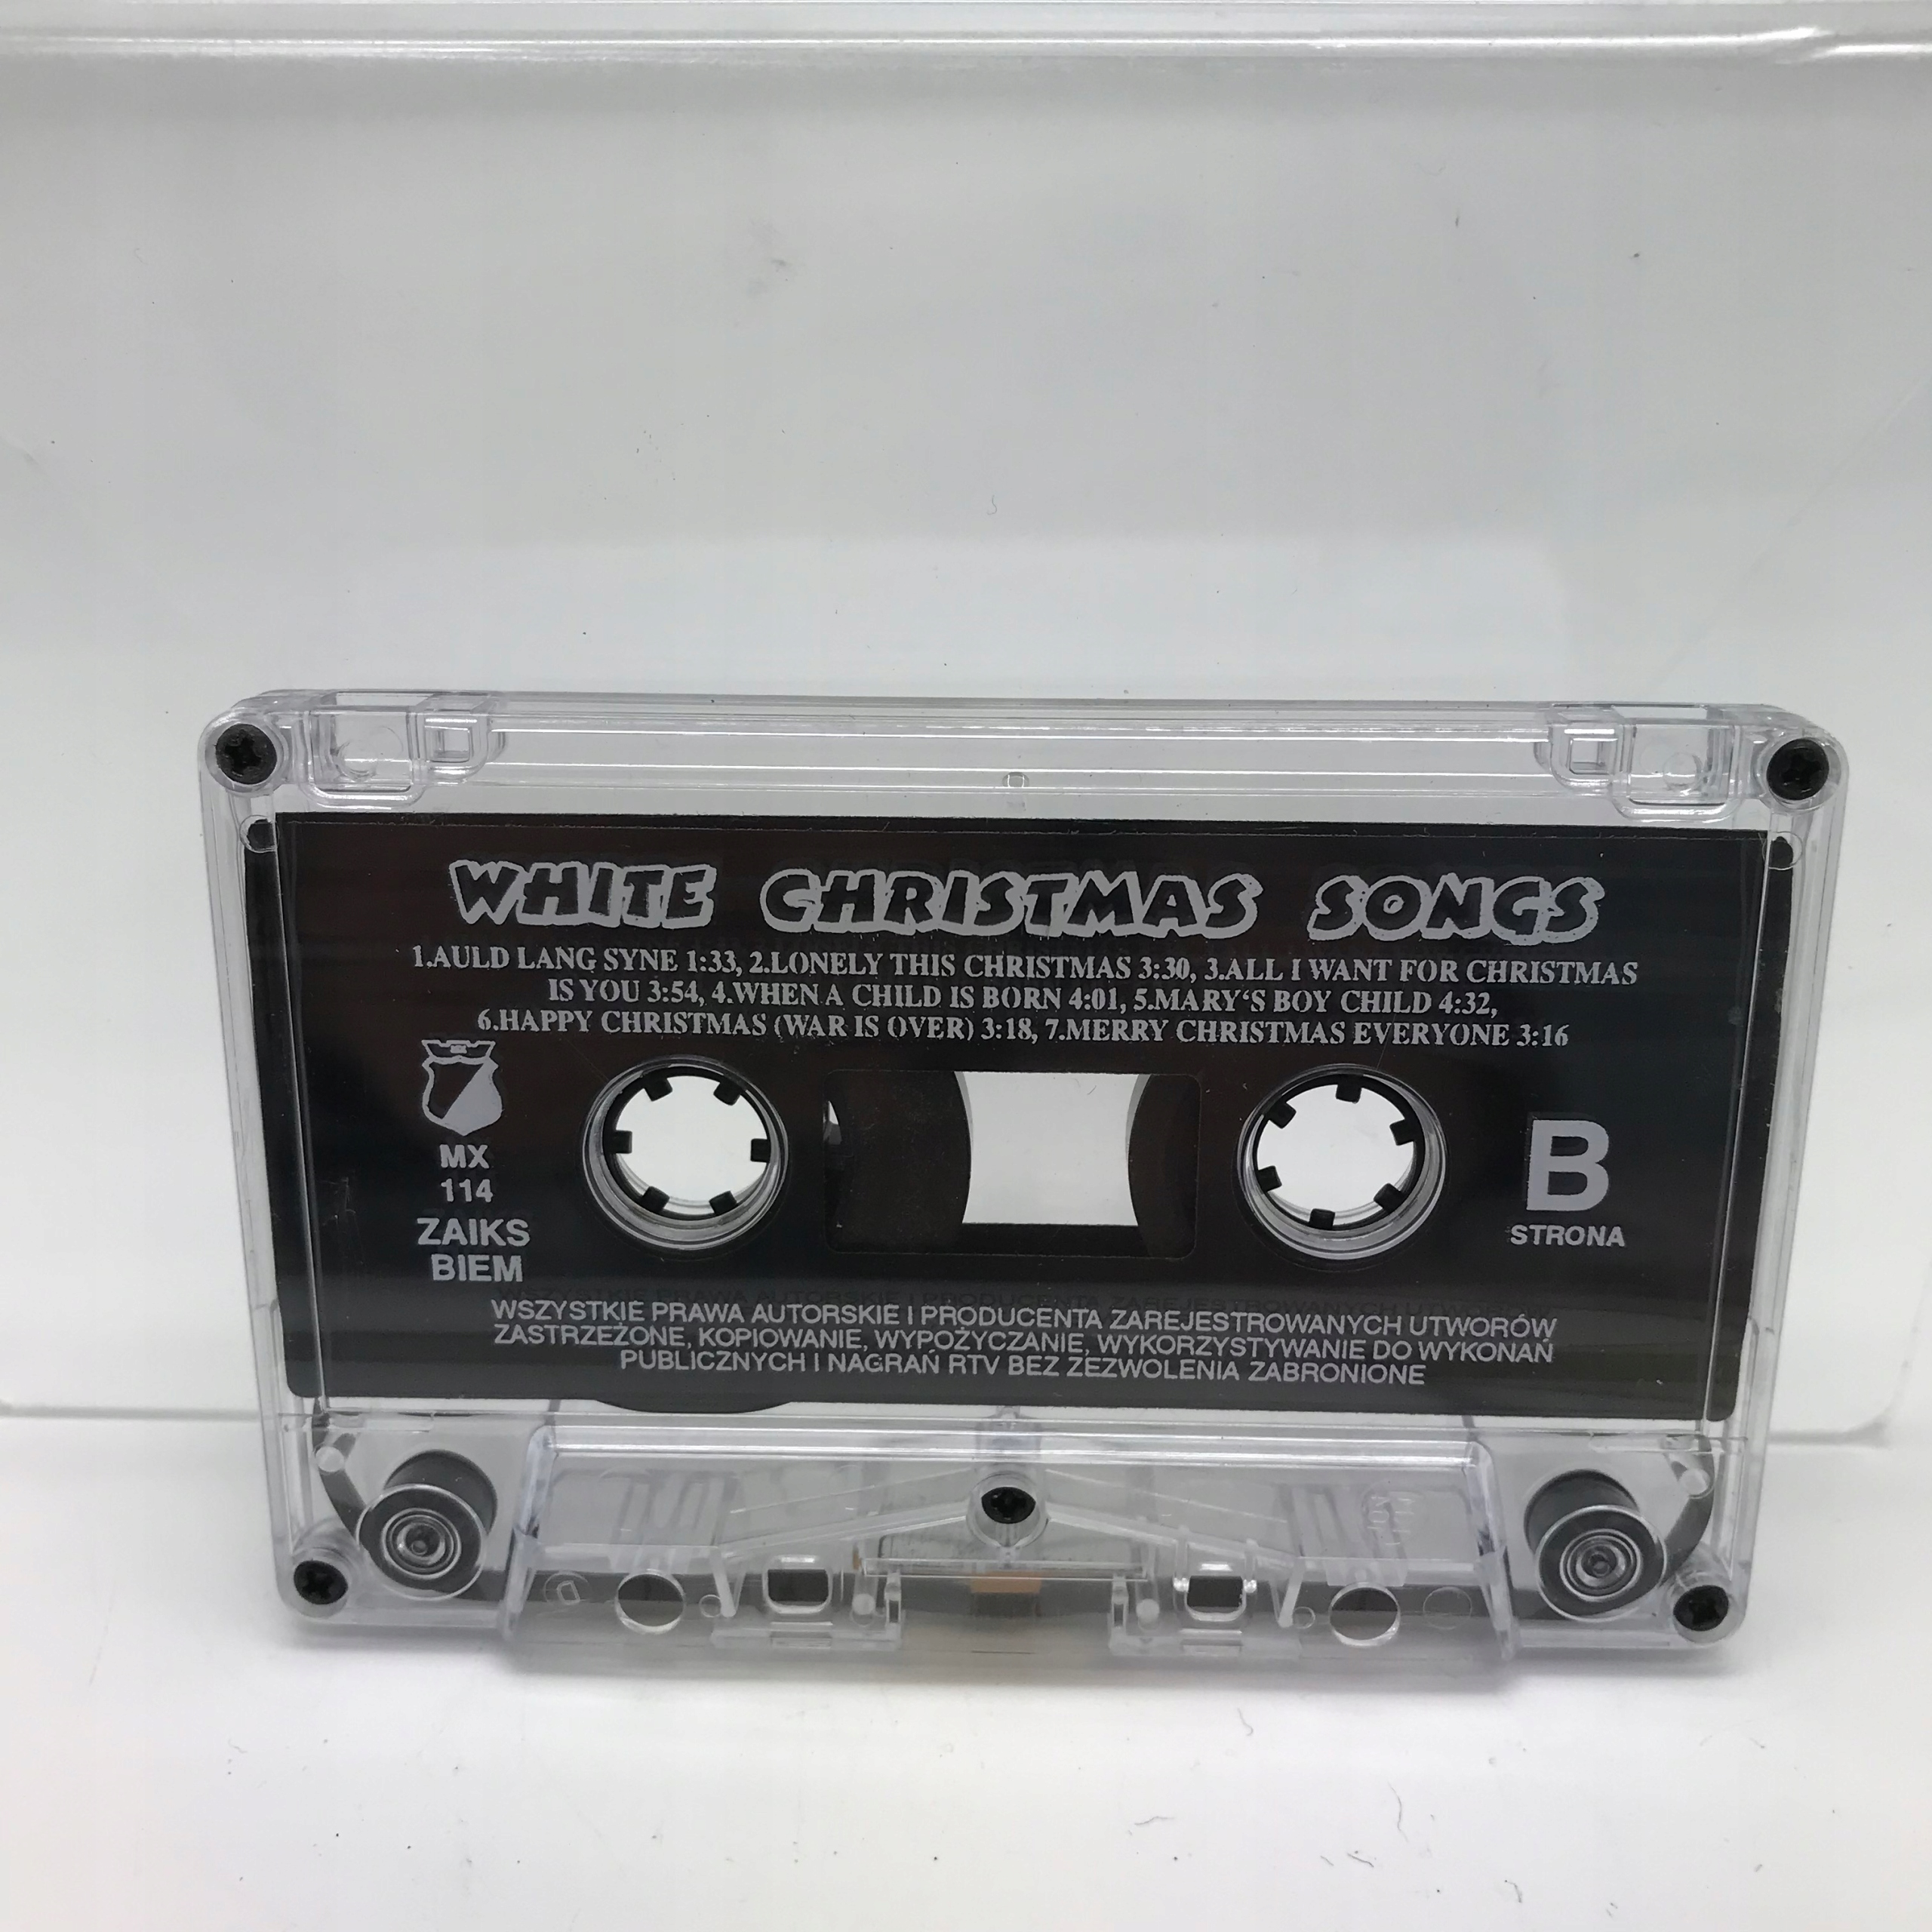 WHITE CHRISTMAS SONGS
1.AULD LANG SYNE 1:33, 2.LONELY THIS CHRISTMAS 3:30, 3.ALL I WANT FOR CHRISTMAS
IS YOU 3:54, 4.WHEN A CHILD IS BORN 4:01, 5.MARY‘S BOY CHILD 4:32,
6.HAPPY CHRISTMAS (WAR IS OVER) 3:18, 7.MERRY CHRISTMAS EVERYONE 3:16
MX
114
ZAIKS
BIEM
B
STRONA
WSZYSTKIE PRAWA AUTORSKIE I PRODUCENTA ZAREJESTROWANYCH UTWORÓW
ZASTRZEŻONE, KOPIOWANIE, WYPOŻYCZANIE, WYKORZYSTYWANIE DO WYKONAŃ
PUBLICZNYCH I NAGRAŃ RTV BEZ ZEZWOLENIA ZABRONIONE